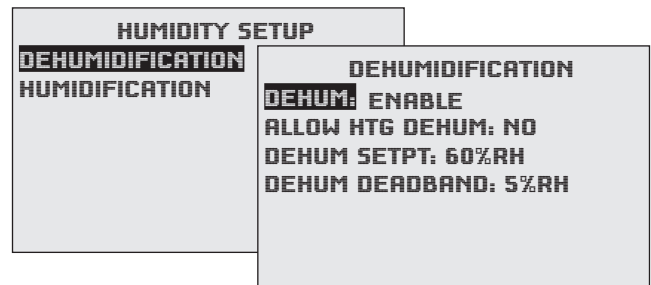 HUMIDITY SETUP
DEHUMIDIFICATION
HUMIDIFICATION
DEHUMIDIFICATION
DEHUM: ENABLE
ALLOW HTG DEHUM: NO
DEHUM SETPT: 60%RH
DEHUM DEADBAND: 5%RH